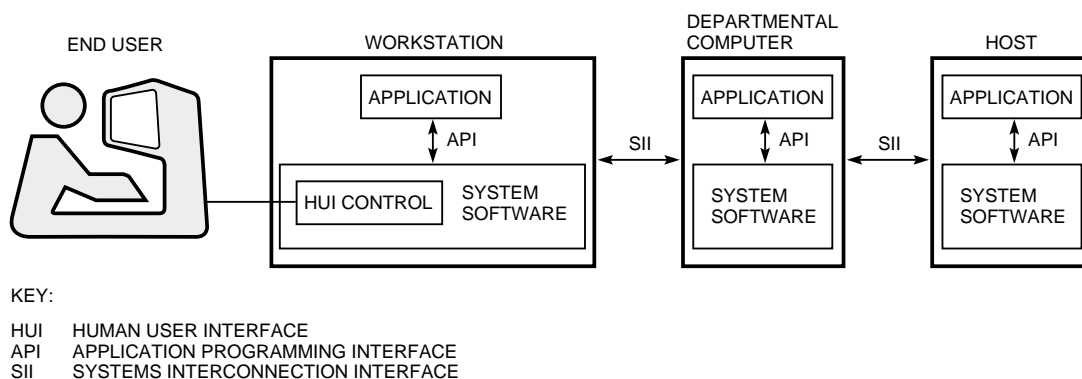 END USER
WORKSTATION
DEPARTMENTAL
COMPUTER
HOST
APPLICATION
API
HUI CONTROL
SYSTEM
SOFTWARE
SII
APPLICATION
API
SYSTEM
SOFTWARE
SII
APPLICATION
API
SYSTEM
SOFTWARE
KEY:
HUI HUMAN USER INTERFACE
API APPLICATION PROGRAMMING INTERFACE
SII SYSTEMS INTERCONNECTION INTERFACE